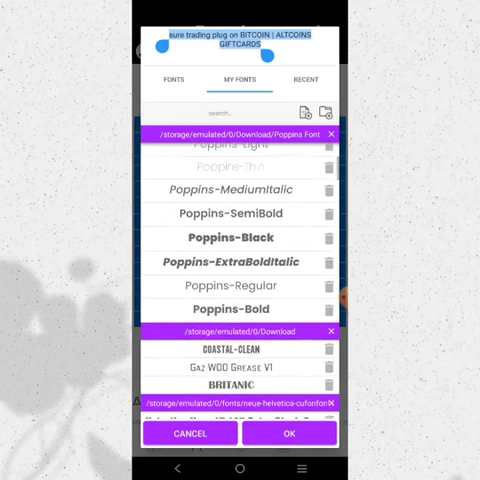 sure trading plug on BITCOIN | ALTCOINS
GIFTCARDS
FONTS
MY FONTS
RECENT
search..
/storage/emulated/0/Download/Poppins Font
Poppins-Light
Poppins-Thin
Poppins-MediumItalic
Poppins-SemiBold
Poppins-Black
Poppins-ExtraBoldItalic
Poppins-Regular
Poppins-Bold
/storage/emulated/0/Download
COASTAL-CLEAN
GAZ WOO GREASE V1
BRITANIC
/storage/emulated/0/fonts/neue-helvetica-cufonfon
CANCEL
OK